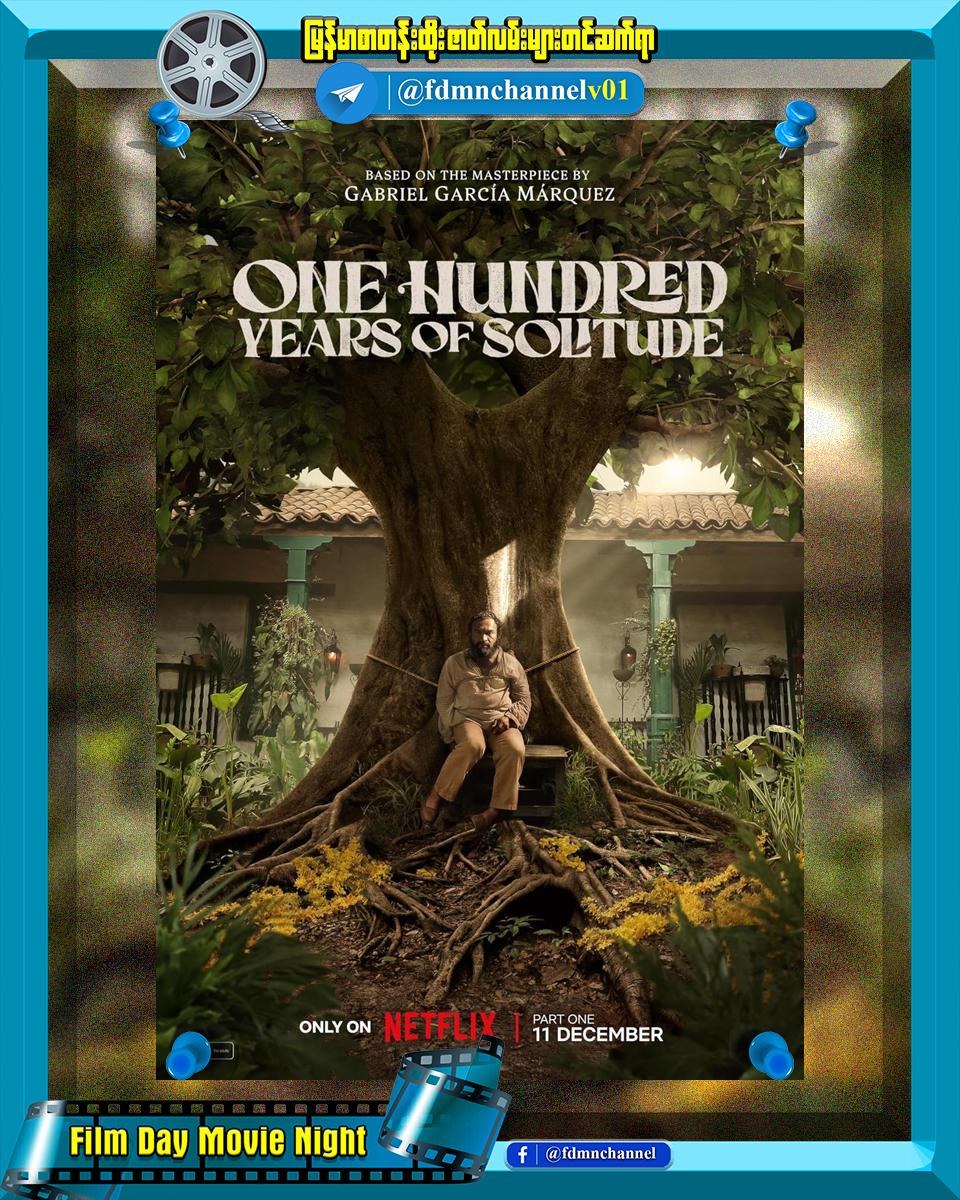 မြန်မာစာတန်းထိုးဇာတ်လမ်းများတင်ဆက်ရာ
@fdmnchannelv01
BASED ON THE MASTERPIECE BY
GABRIEL GARCÍA MÁRQUEZ
ONE HUNDRED
YEARS OF SOLITUDE
ONLY ON NETFLIX | PART ONE
11 DECEMBER
Film Day Movie Night
@fdmnchannel